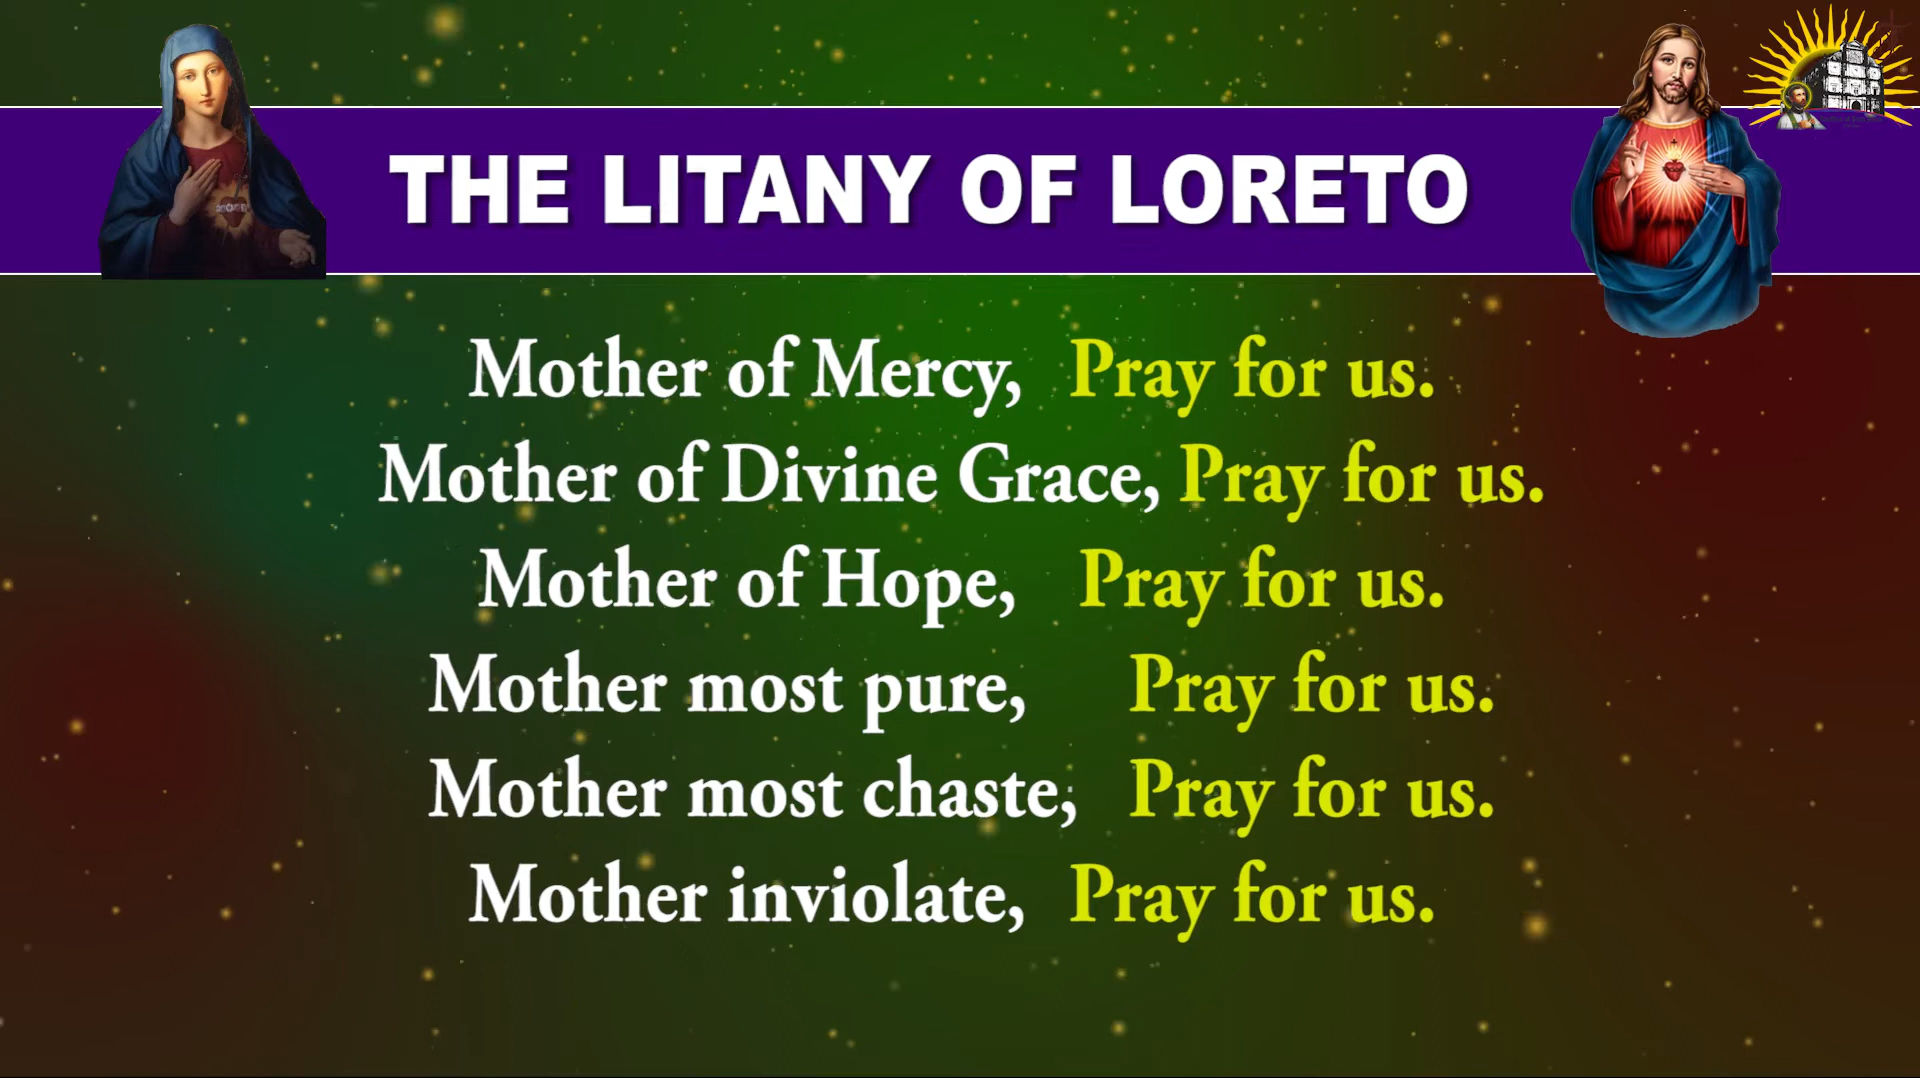 THE LITANY OF LORETO
Mother of Mercy, Pray for us.
Mother of Divine Grace, Pray for us.
Mother of Hope, Pray for us.
Mother most pure, Pray for us.
Mother most chaste, Pray for us.
Mother inviolate, Pray for us.